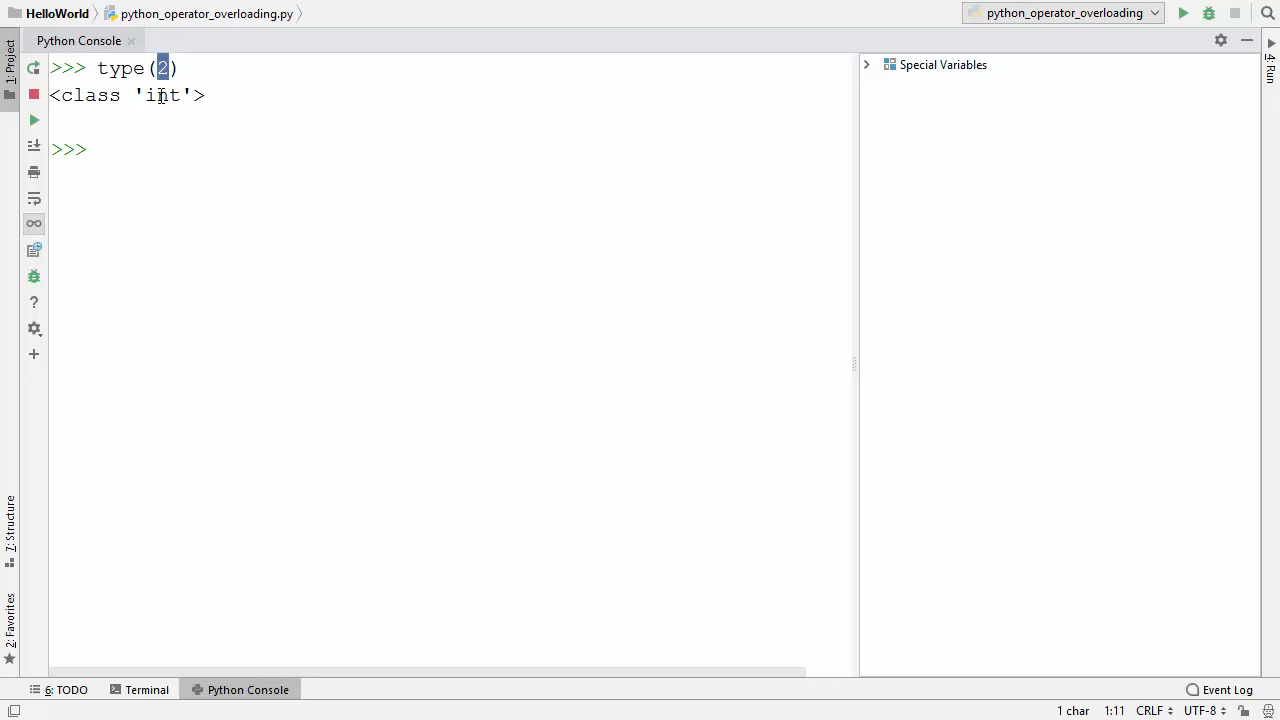 HelloWorld python_operator_overloading.py python_operator_overloading
Python Console
1: Project
4: Run
>>> type(2)
<class 'int'>
>>>
Special Variables
?
7: Structure
2: Favorites
6: TODO Terminal Python Console Event Log
1 char 1:11 CRLF UTF-8